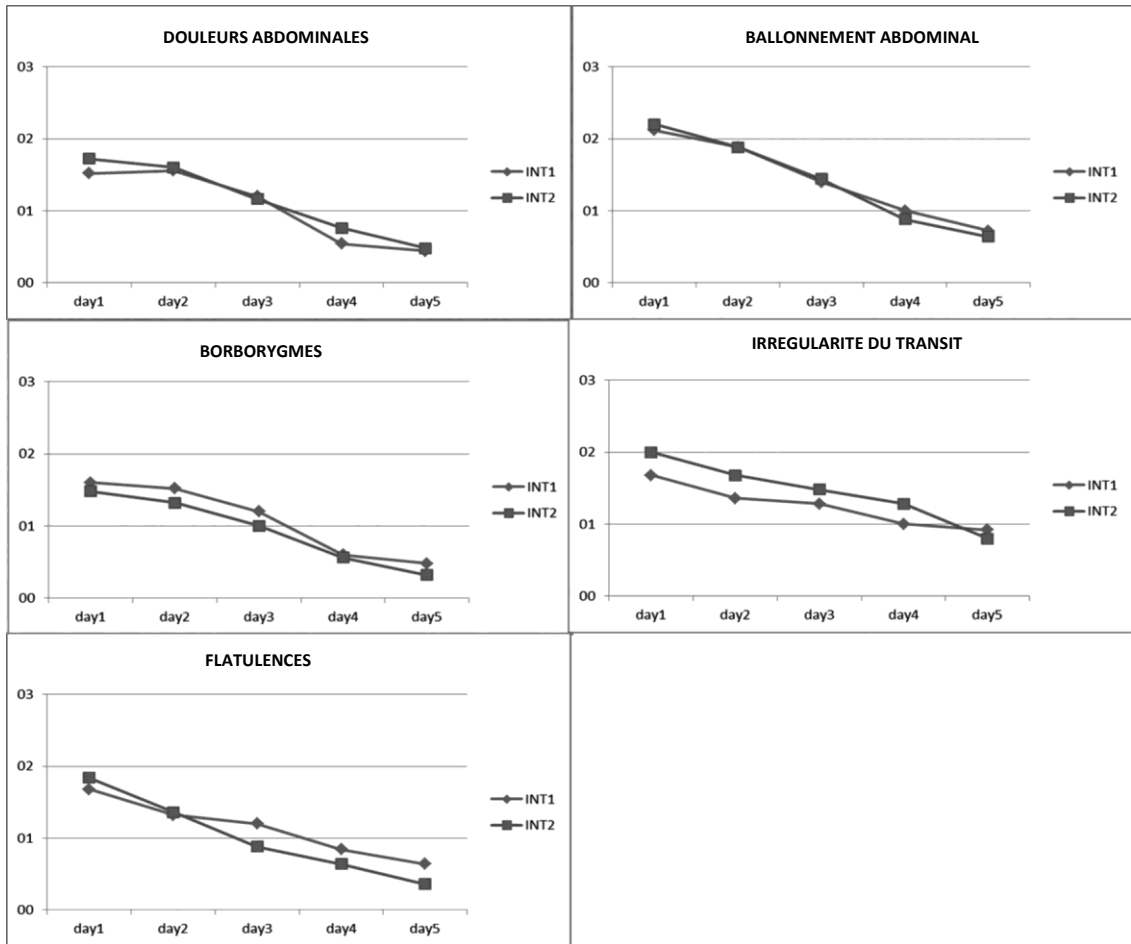 DOULEURS ABDOMINALES
03
02
01
00
day1 day2 day3 day4 day5
INT1
INT2
BALLONNEMENT ABDOMINAL
03
02
01
00
day1 day2 day3 day4 day5
INT1
INT2
BORBORYGMES
03
02
01
00
day1 day2 day3 day4 day5
INT1
INT2
IRREGULARITE DU TRANSIT
03
02
01
00
day1 day2 day3 day4 day5
INT1
INT2
FLATULENCES
03
02
01
00
day1 day2 day3 day4 day5
INT1
INT2